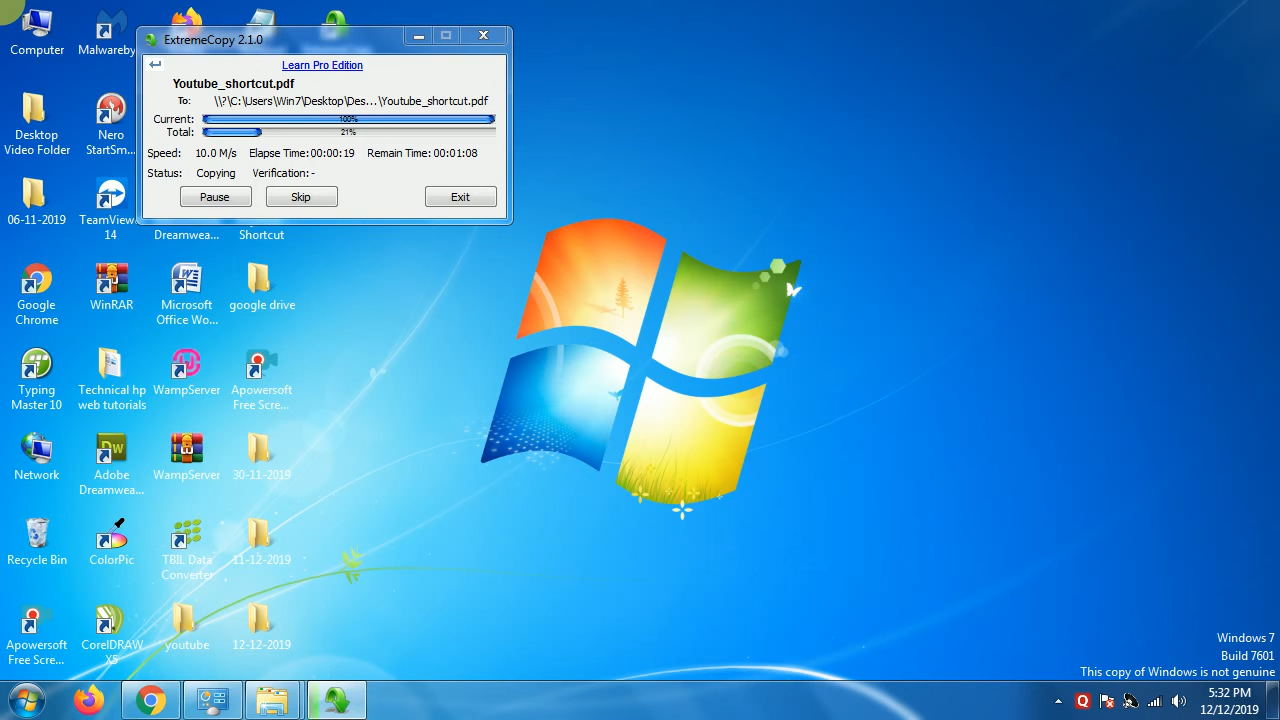 ExtremeCopy 2.1.0
Learn Pro Edition
Youtube_shortcut.pdf
To: \\?\C:\Users\Win7\Desktop\Des...\Youtube_shortcut.pdf
Current: 100%
Total: 21%
Speed: 10.0 M/s Elapse Time:00:00:19 Remain Time: 00:01:08
Status: Copying Verification: -
Pause Skip Exit
Computer
Malwareby
Desktop
Video Folder
Nero
StartSm...
06-11-2019
TeamView
14
Dreamwea...
Shortcut
Google
Chrome
WinRAR
Microsoft
Office Wo...
google drive
Typing
Master 10
Technical hp
web tutorials
WampServer
Apowersoft
Free Scre...
Network
Adobe
Dreamwea...
Dw
WampServer
30-11-2019
Recycle Bin
ColorPic
TBIL Data
Converter
11-12-2019
Apowersoft
Free Scre...
CorelDRAW
X5
youtube
12-12-2019
Windows 7
Build 7601
This copy of Windows is not genuine
5:32 PM
12/12/2019